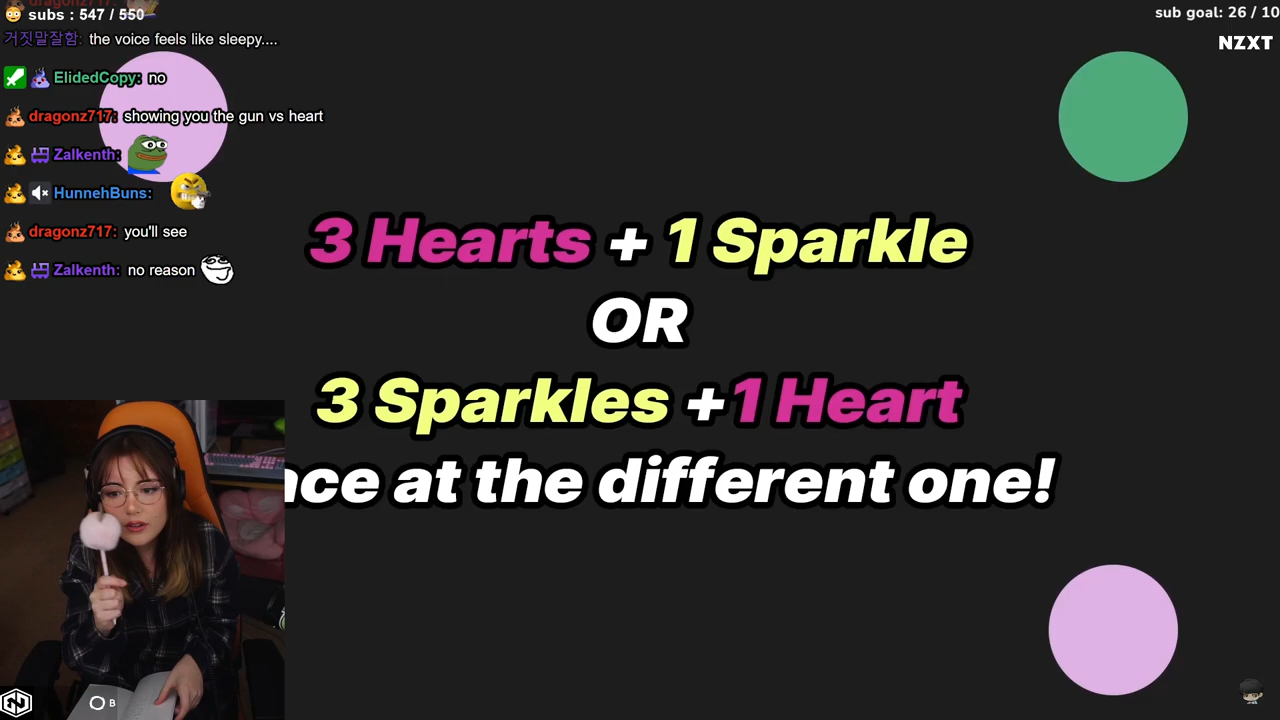 subs : 547 / 550
sub goal: 26 / 10
NZXT
거짓말잘함: the voice feels like sleepy....
ElidedCopy: no
dragonz717: showing you the gun vs heart
Zalkenth:
HunnehBuns:
dragonz717: you'll see
Zalkenth: no reason
3 Hearts + 1 Sparkle
OR
3 Sparkles +1 Heart
ace at the different one!
B